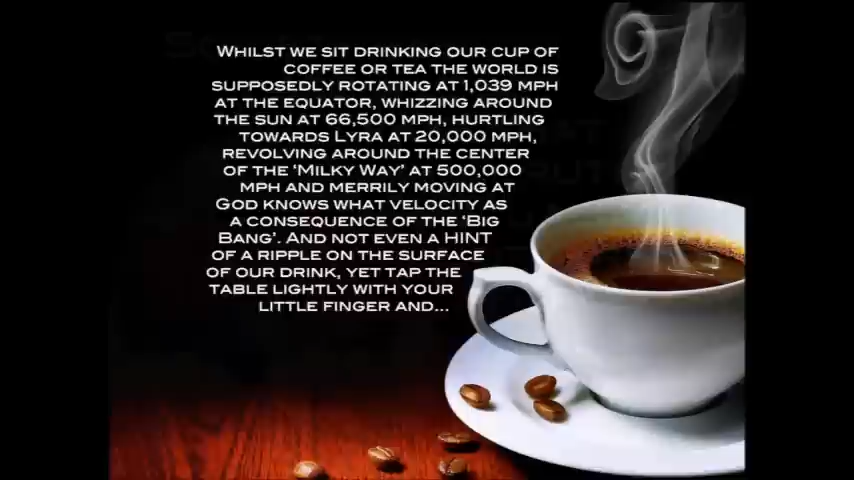 Whilst we sit drinking our cup of
coffee or tea the world is
supposedly rotating at 1,039 mph
at the equator, whizzing around
the sun at 66,500 mph, hurtling
towards Lyra at 20,000 mph,
revolving around the center
of the ‘Milky Way’ at 500,000
mph and merrily moving at
God knows what velocity as
a consequence of the ‘Big
Bang’. And not even a hint
of a ripple on the surface
of our drink, yet tap the
table lightly with your
little finger and...